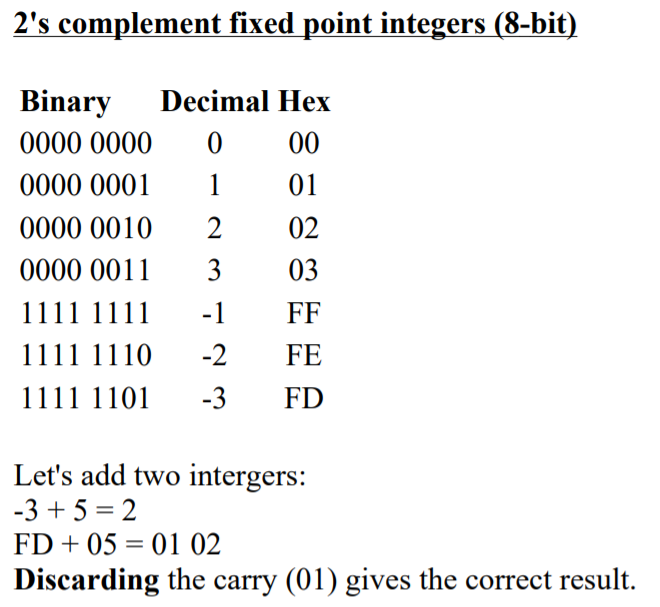 2's complement fixed point integers (8-bit)
Binary Decimal Hex
0000 0000 0 00
0000 0001 1 01
0000 0010 2 02
0000 0011 3 03
1111 1111 -1 FF
1111 1110 -2 FE
1111 1101 -3 FD
Let's add two intergers:
-3 + 5 = 2
FD + 05 = 01 02
Discarding the carry (01) gives the correct result.